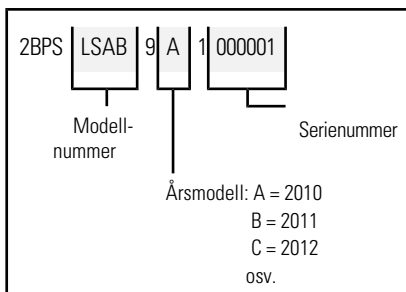 2BPS LSAB 9 A 1 000001
Modell-
nummer
Serienummer
Årsmodell: A = 2010
B = 2011
C = 2012
osv.